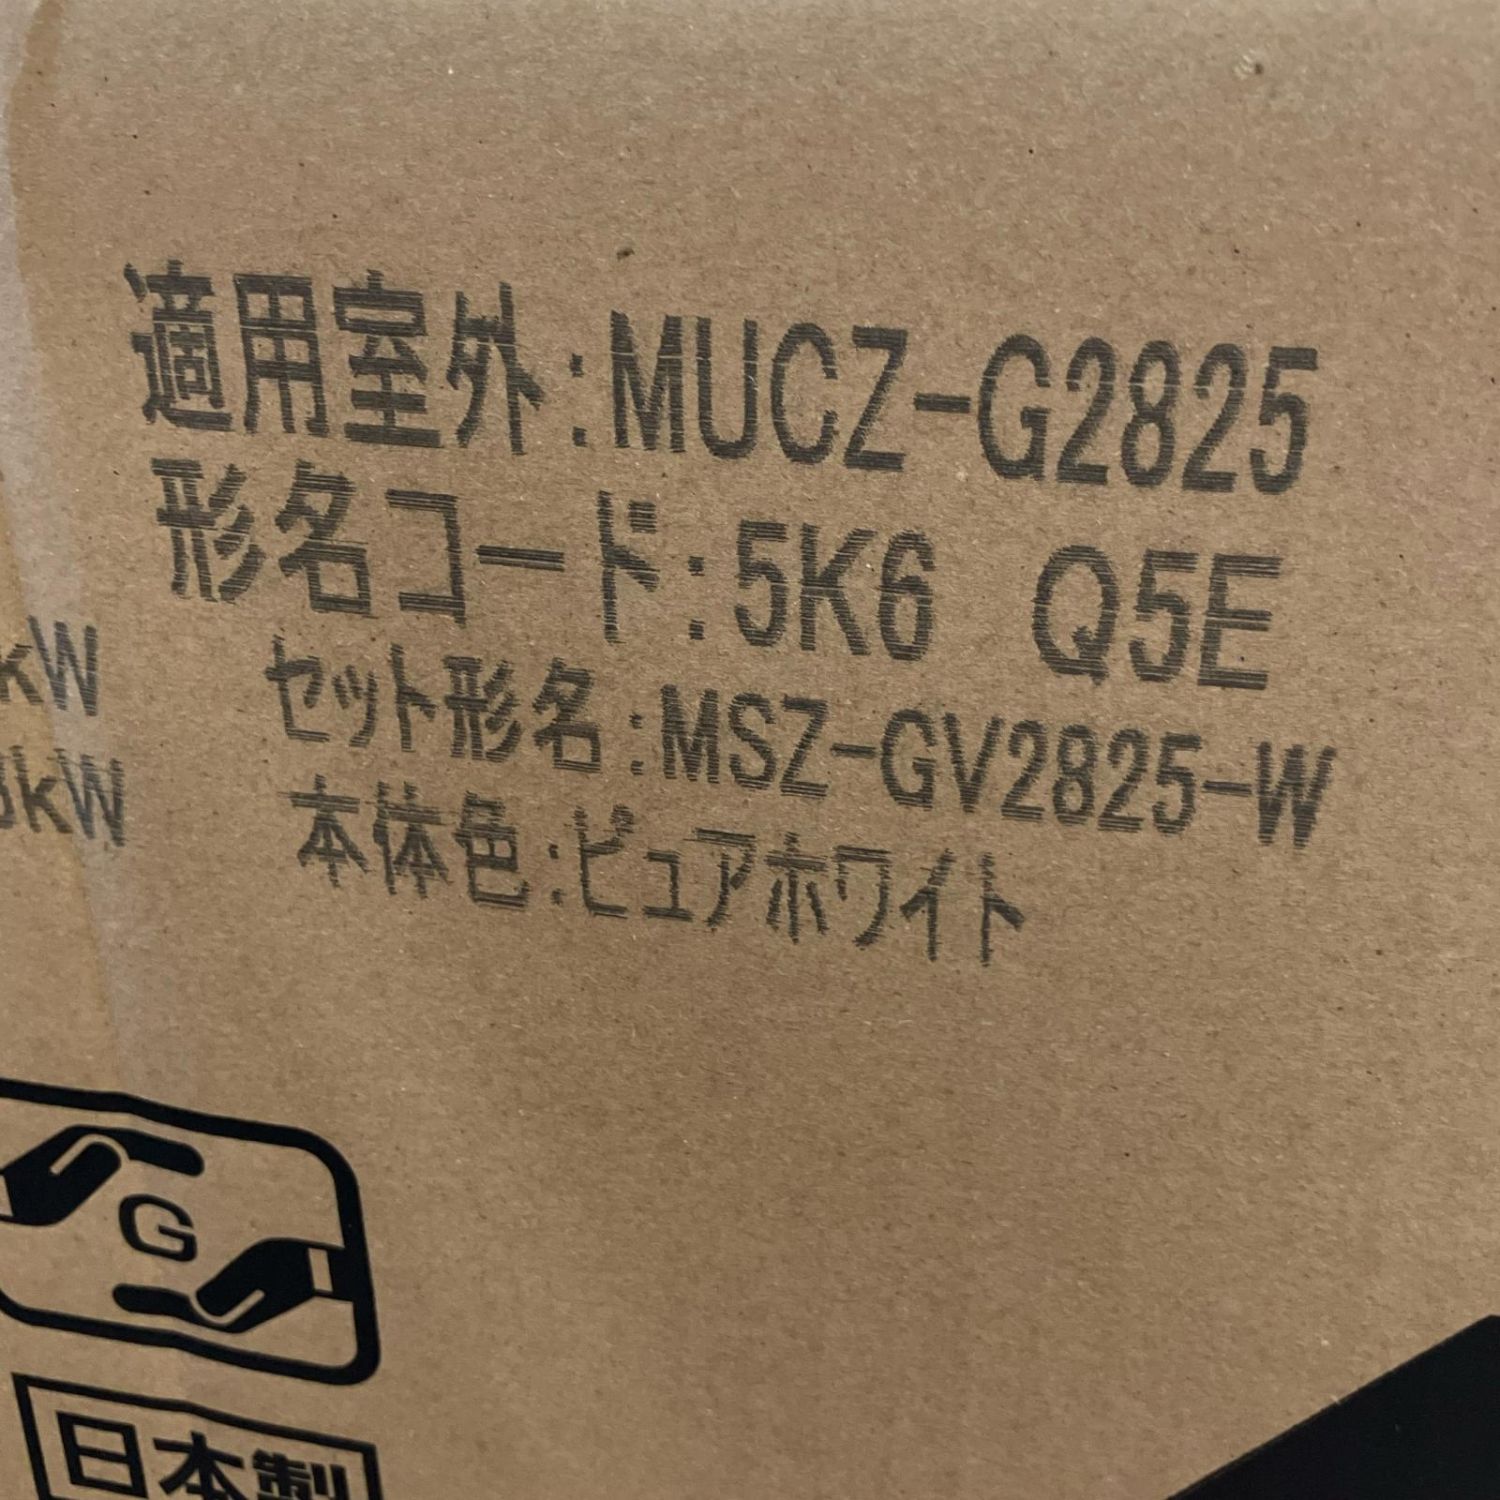 適用室外:MUCZ-G2825
形名コード:5K6 Q5E
セット形名:MSZ-GV2825-W
本体色:ピュアホワイト
kW
kW
G
日本製